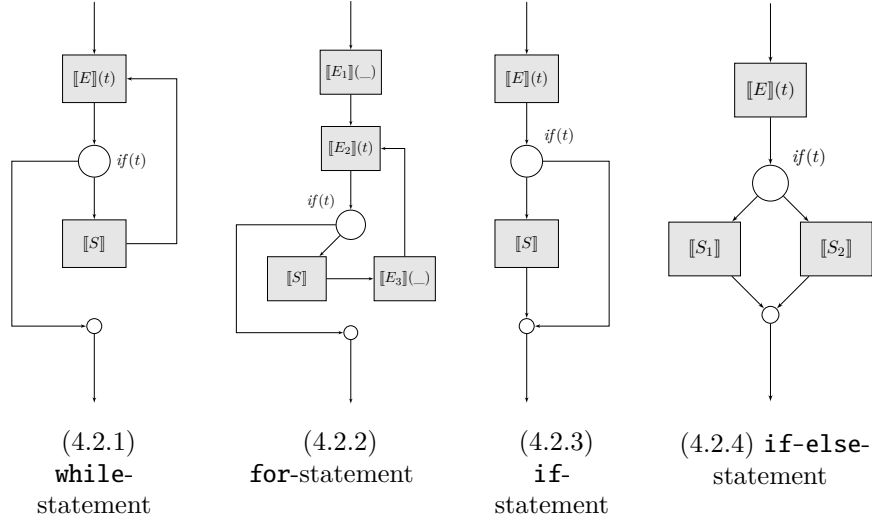 ⟦E⟧(t)
if(t)
⟦S⟧
(4.2.1)
while-
statement
⟦E₁⟧(_)
⟦E₂⟧(t)
if(t)
⟦S⟧
⟦E₃⟧(_)
(4.2.2)
for-statement
⟦E⟧(t)
if(t)
⟦S⟧
(4.2.3)
if-
statement
⟦E⟧(t)
if(t)
⟦S₁⟧
⟦S₂⟧
(4.2.4) if-else-
statement